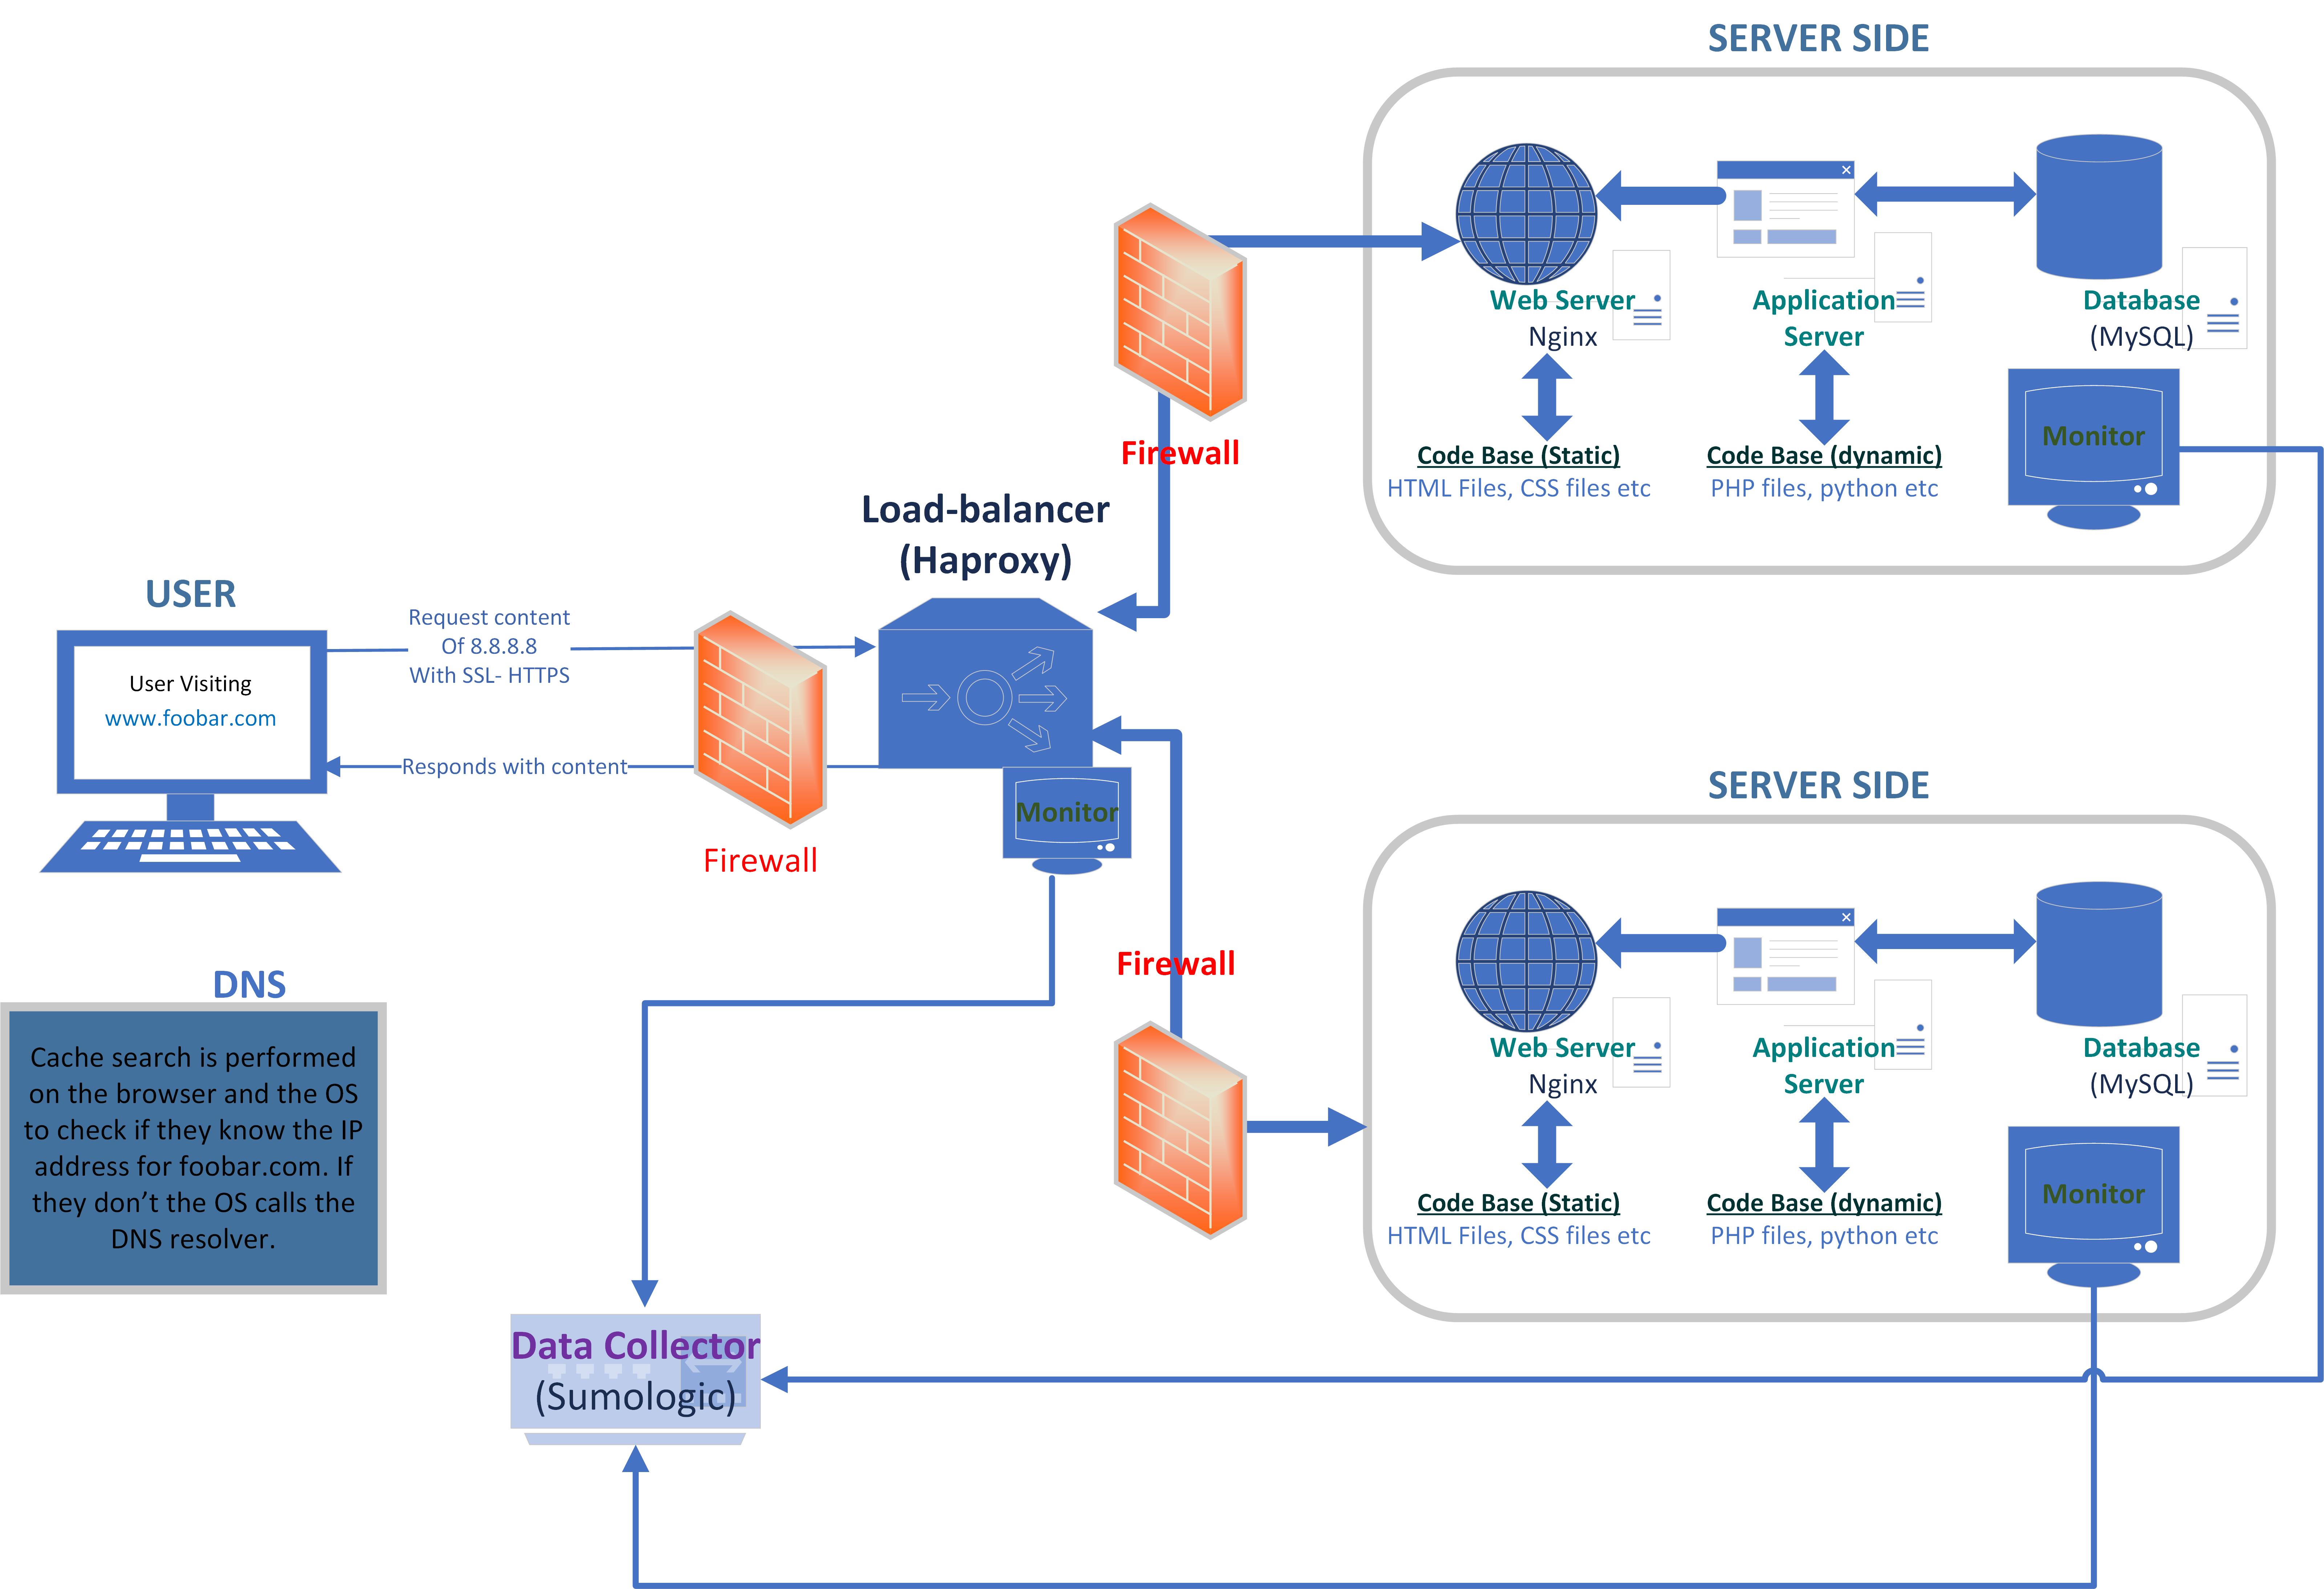 SERVER SIDE
Web Server
Nginx
Application
Server
Database
(MySQL)
Code Base (Static)
HTML Files, CSS files etc
Code Base (dynamic)
PHP files, python etc
Monitor
Firewall
Load-balancer
(Haproxy)
USER
User Visiting
www.foobar.com
Request content
Of 8.8.8.8
With SSL- HTTPS
Responds with content
Firewall
Monitor
DNS
Cache search is performed
on the browser and the OS
to check if they know the IP
address for foobar.com. If
they don’t the OS calls the
DNS resolver.
Firewall
SERVER SIDE
Web Server
Nginx
Application
Server
Database
(MySQL)
Code Base (Static)
HTML Files, CSS files etc
Code Base (dynamic)
PHP files, python etc
Monitor
Data Collector
(Sumologic)